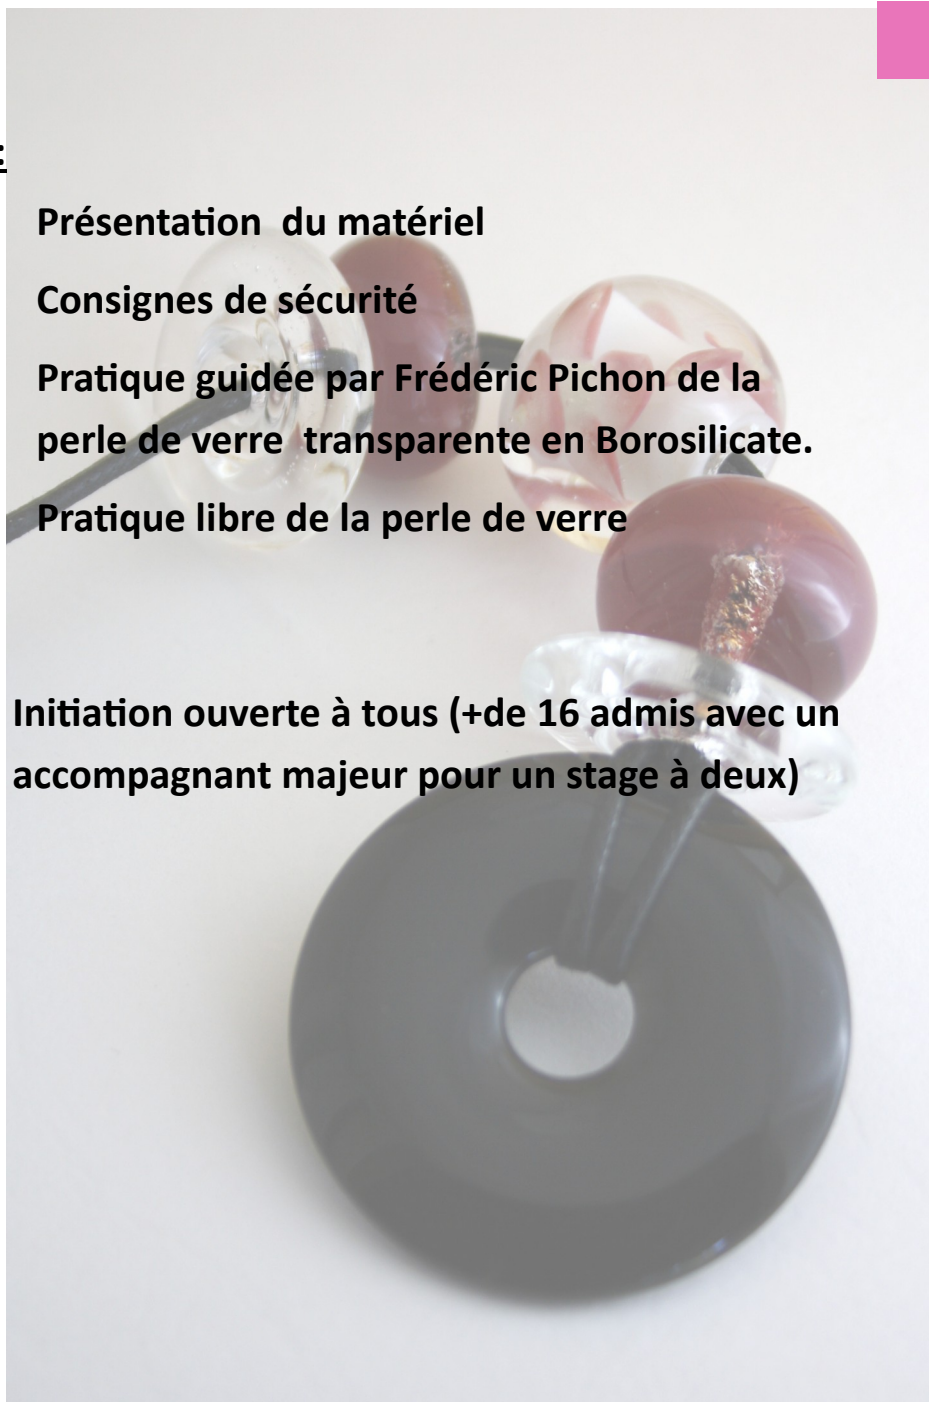 :
Présentation  du matériel
Consignes de sécurité
Pratique guidée par Frédéric Pichon de la
perle de verre  transparente en Borosilicate.
Pratique libre de la perle de verre
Initiation ouverte à tous (+de 16 admis avec un
accompagnant majeur pour un stage à deux)